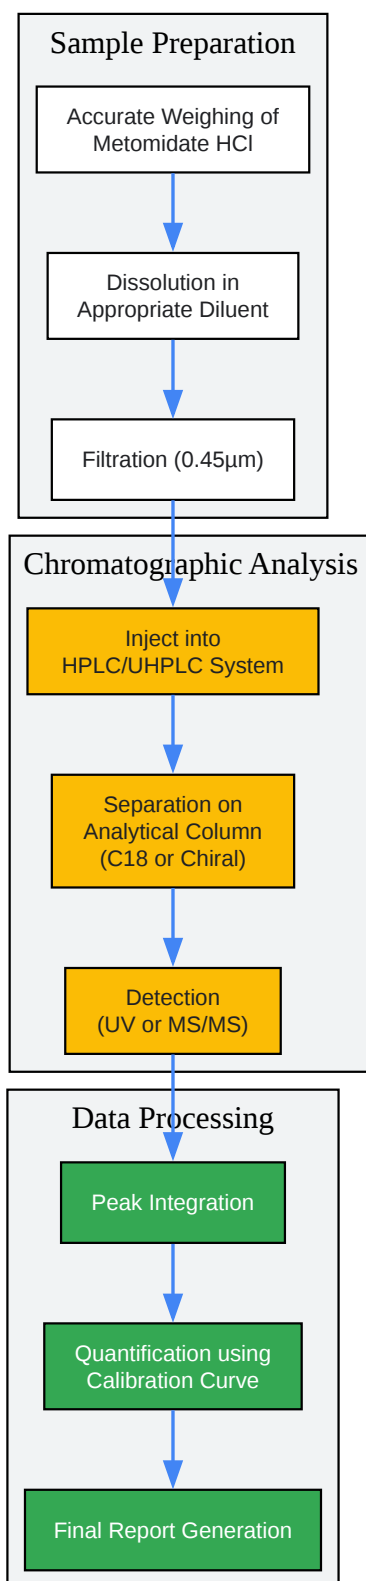 Sample Preparation
Accurate Weighing of
Metomidate HCl
Dissolution in
Appropriate Diluent
Filtration (0.45µm)
Chromatographic Analysis
Inject into
HPLC/UHPLC System
Separation on
Analytical Column
(C18 or Chiral)
Detection
(UV or MS/MS)
Data Processing
Peak Integration
Quantification using
Calibration Curve
Final Report Generation